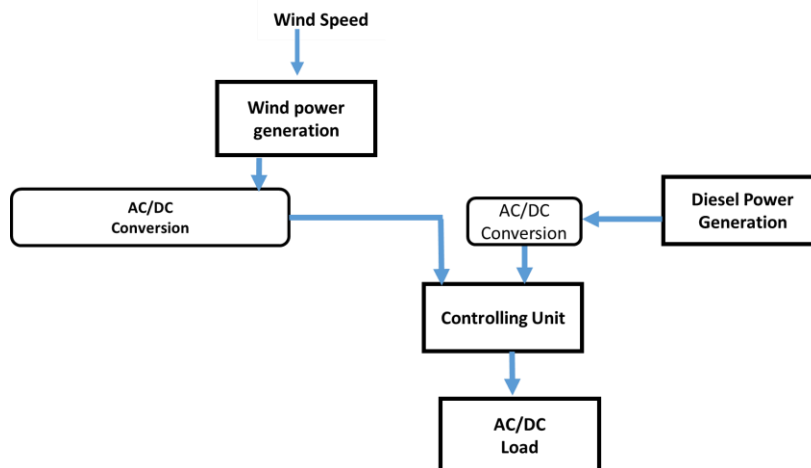 Wind Speed
Wind power
generation
AC/DC
Conversion
AC/DC
Conversion
Diesel Power
Generation
Controlling Unit
AC/DC
Load